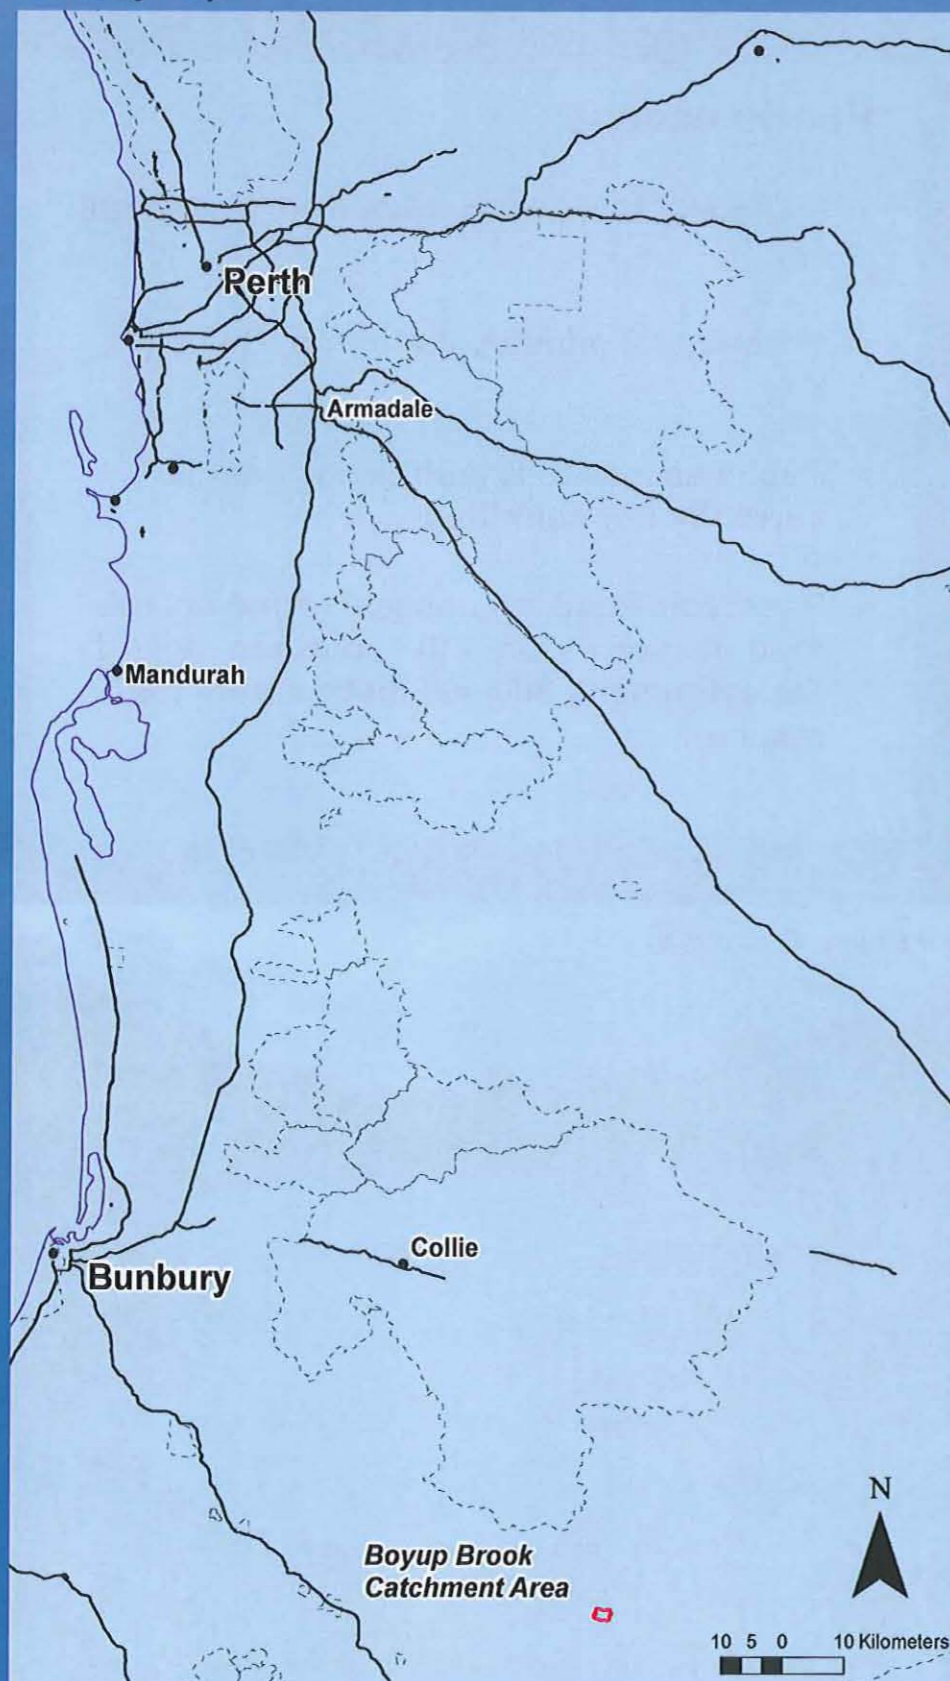 Perth
Armadale
Mandurah
Collie
Bunbury
Boyup Brook
Catchment Area
N
10 5 0 10 Kilometers